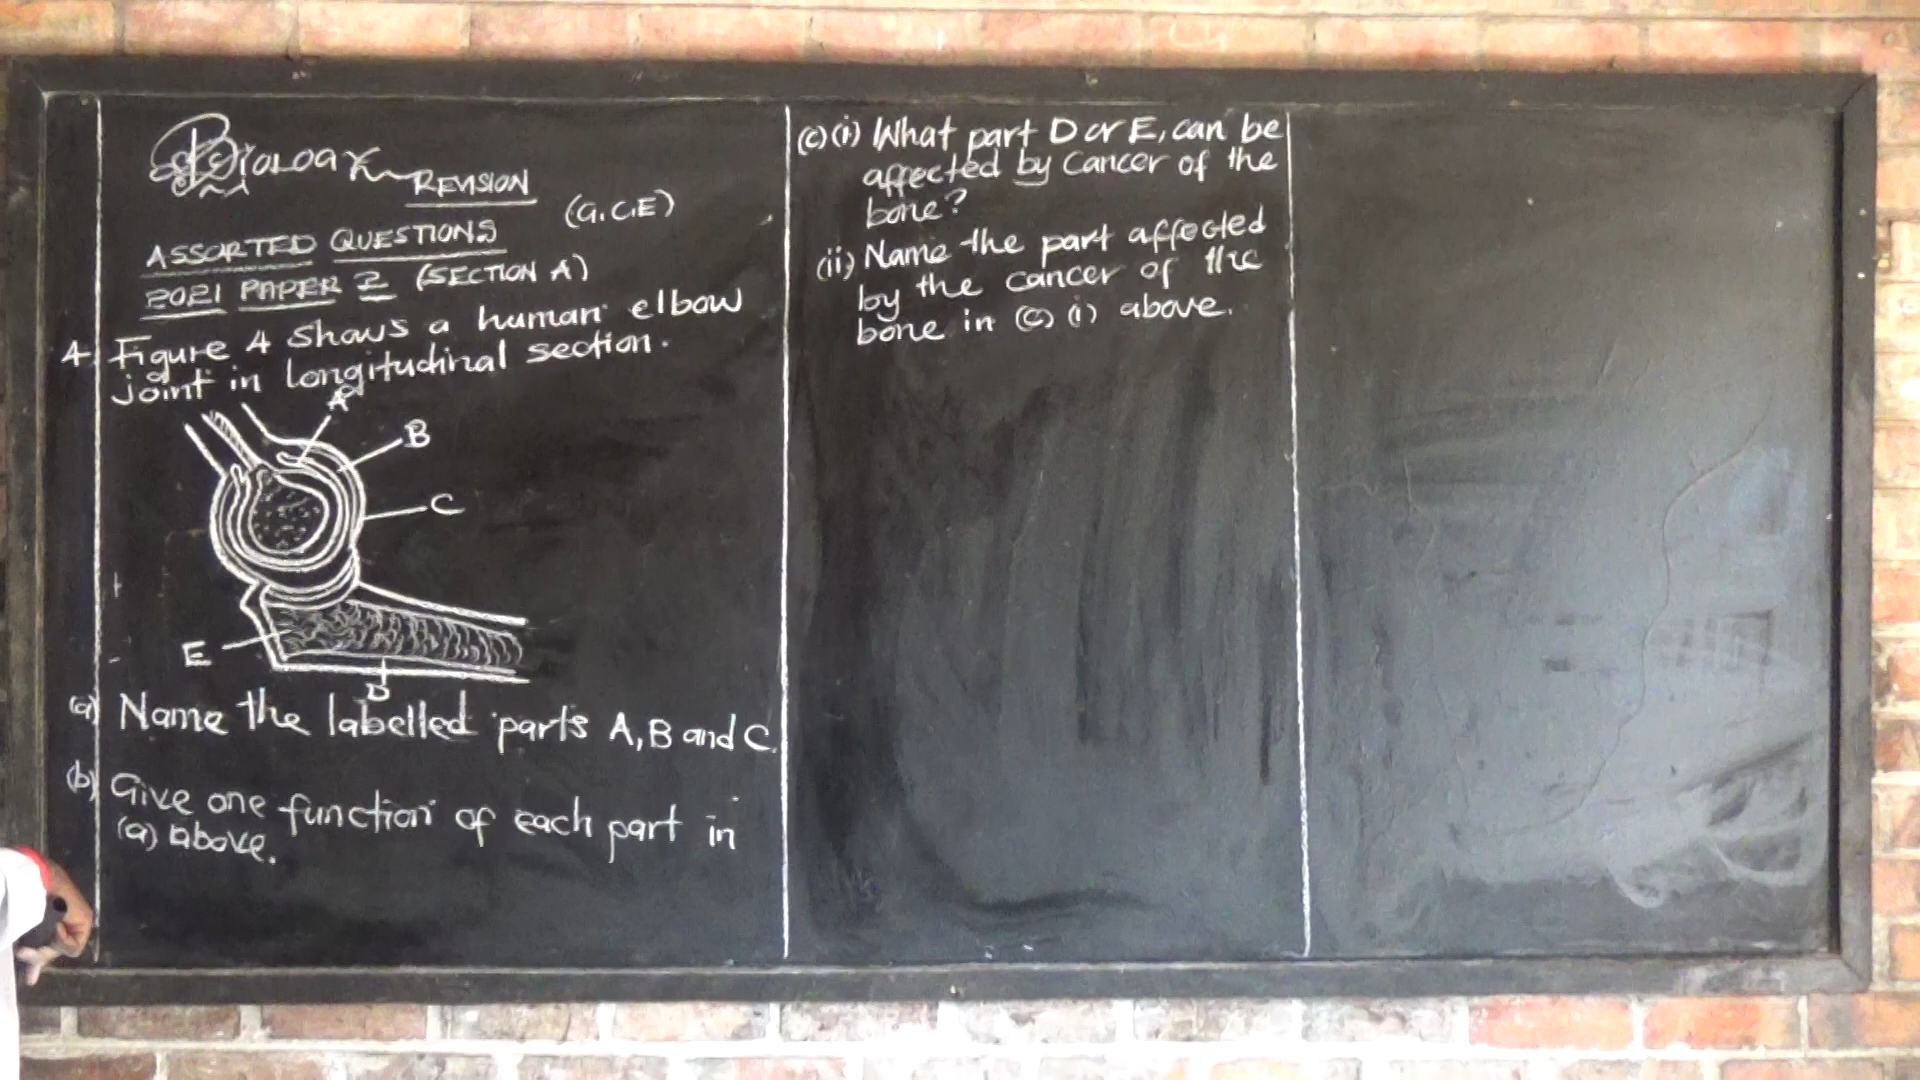 Biology REVISION
(G.C.E)
ASSORTED QUESTIONS
2021 PAPER 2 (SECTION A)
4. Figure 4 shows a human elbow
joint in longitudinal section.
A
B
C
E
D
(a) Name the labelled parts A, B and C.
(b) Give one function of each part in
(a) above.
(c) (i) What part D or E, can be
affected by cancer of the
bone?
(ii) Name the part affected
by the cancer of the
bone in (c) (i) above.